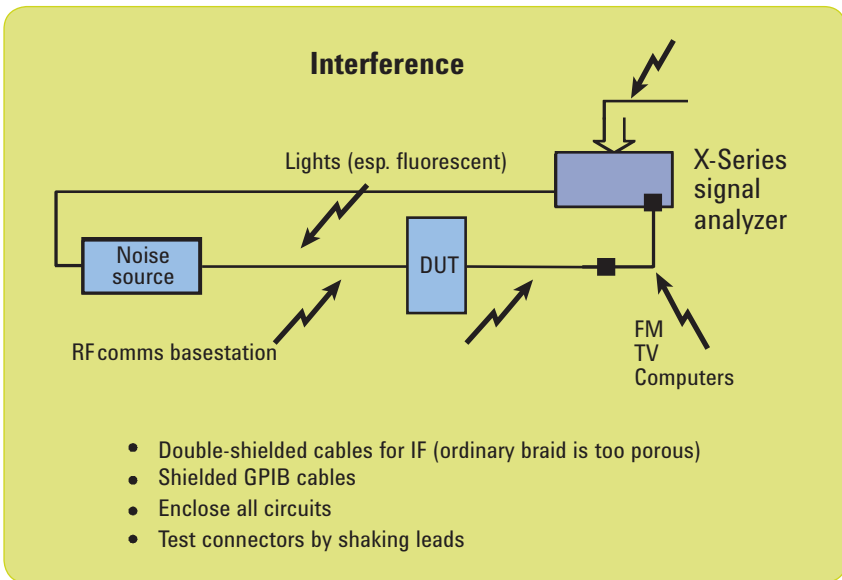 Interference
Lights (esp. fluorescent)
X-Series
signal
analyzer
Noise
source
DUT
RF comms basestation
FM
TV
Computers
• Double-shielded cables for IF (ordinary braid is too porous)
• Shielded GPIB cables
• Enclose all circuits
• Test connectors by shaking leads